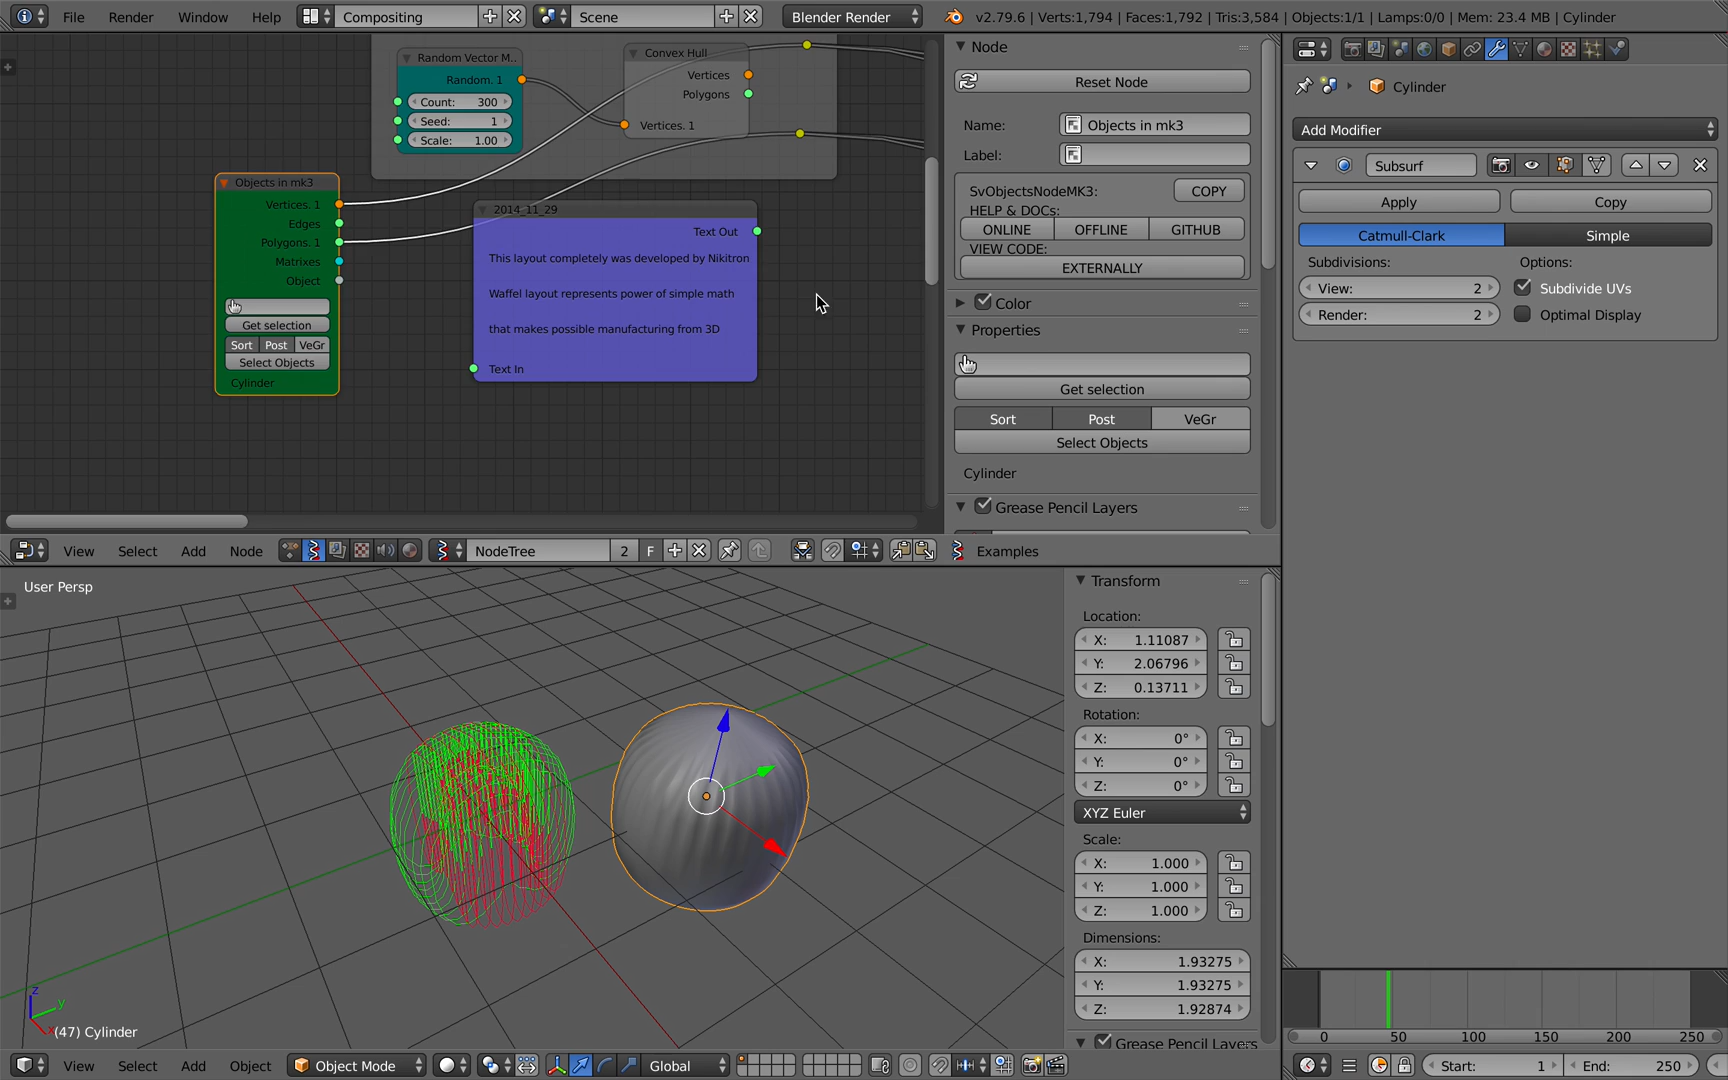 File Render Window Help Compositing Scene Blender Render v2.79.6 | Verts:1,794 | Faces:1,792 | Tris:3,584 | Objects:1/1 | Lamps:0/0 | Mem: 23.4 MB | Cylinder
Random Vector M..
Random. 1
Count: 300
Seed: 1
Scale: 1.00
Convex Hull
Vertices
Polygons
Vertices. 1
Objects in mk3
Vertices. 1
Edges
Polygons. 1
Matrixes
Object
Get selection
Sort Post VeGr
Select Objects
Cylinder
2014_11_29
Text Out
This layout completely was developed by Nikitron
Waffel layout represents power of simple math
that makes possible manufacturing from 3D
Text In
Node
Reset Node
Name: Objects in mk3
Label:
SvObjectsNodeMK3: COPY
HELP & DOCs:
ONLINE OFFLINE GITHUB
VIEW CODE:
EXTERNALLY
Color
Properties
Get selection
Sort Post VeGr
Select Objects
Cylinder
Grease Pencil Layers
Cylinder
Add Modifier
Subsurf
Apply Copy
Catmull-Clark Simple
Subdivisions: Options:
View: 2 Subdivide UVs
Render: 2 Optimal Display
View Select Add Node NodeTree 2 F Examples
User Persp
(47) Cylinder
z
y
x
Transform
Location:
X: 1.11087
Y: 2.06796
Z: 0.13711
Rotation:
X: 0°
Y: 0°
Z: 0°
XYZ Euler
Scale:
X: 1.000
Y: 1.000
Z: 1.000
Dimensions:
X: 1.93275
Y: 1.93275
Z: 1.92874
Grease Pencil Layers
View Select Add Object Object Mode Global
0 50 100 150 200 250
Start: 1 End: 250